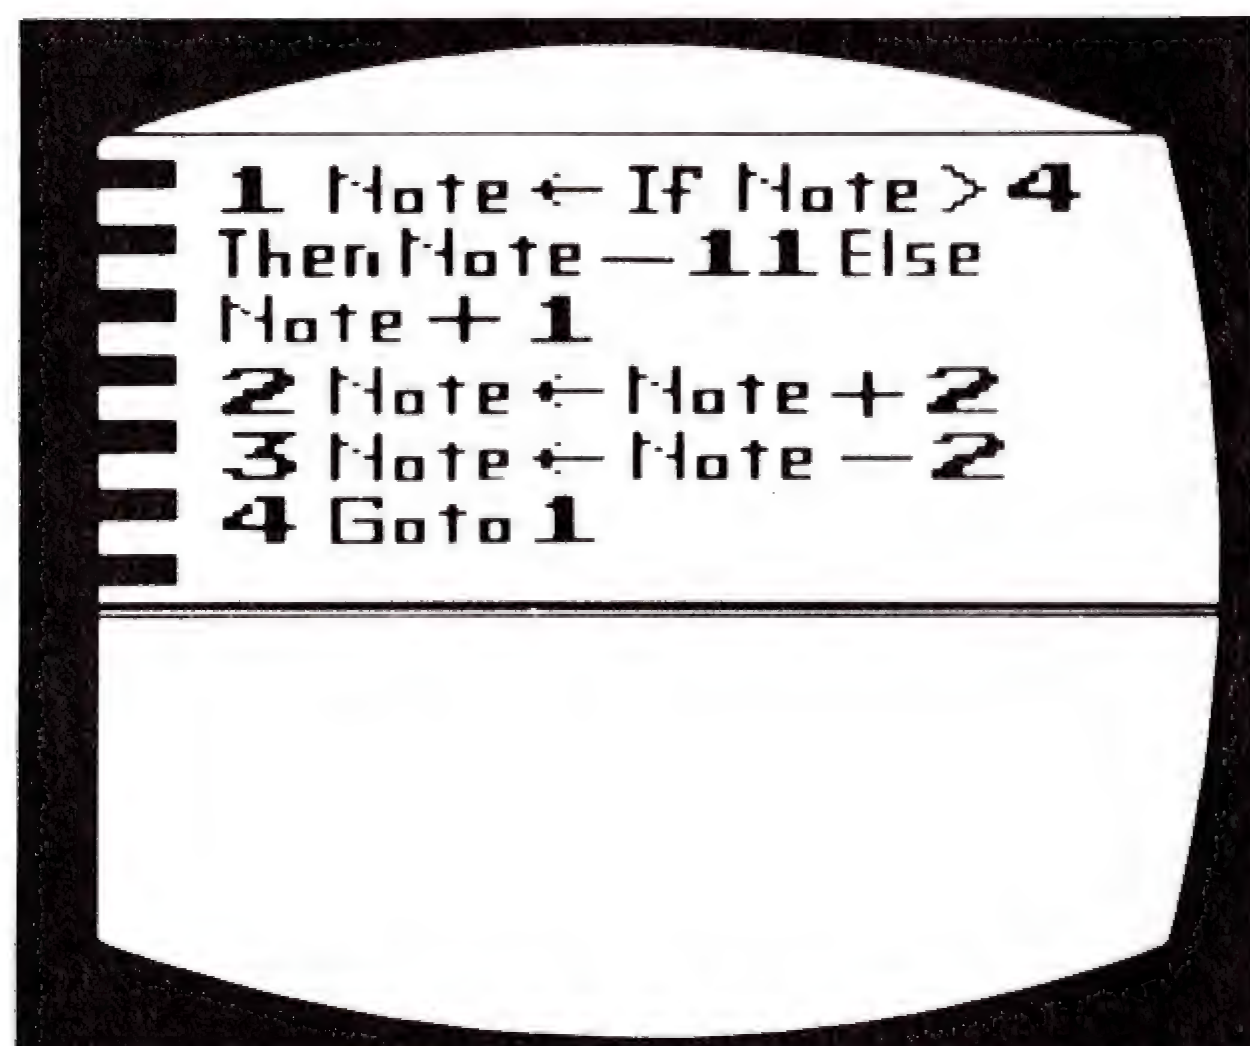 1 Note ← If Note > 4
Then Note — 11 Else
Note + 1
2 Note ← Note + 2
3 Note ← Note — 2
4 Goto 1